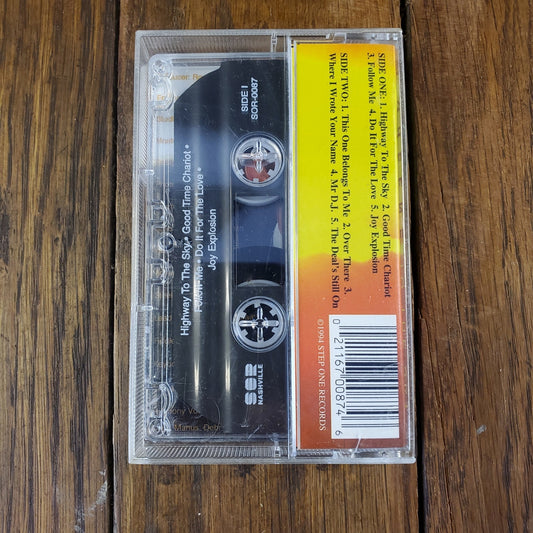 SIDE ONE: 1. Highway To The Sky 2. Good Time Chariot
3. Follow Me 4. Do It For The Love 5. Joy Explosion
SIDE TWO: 1. This One Belongs To Me 2. Over There 3.
Where I Wrote Your Name 4. Mr D.J. 5. The Deal's Still On
0 21167 00874 6
©1994 STEP ONE RECORDS
SIDE I
SOR-0087
Highway To The Sky • Good Time Chariot •
Follow Me • Do It For The Love •
Joy Explosion
SOR
NASHVILLE